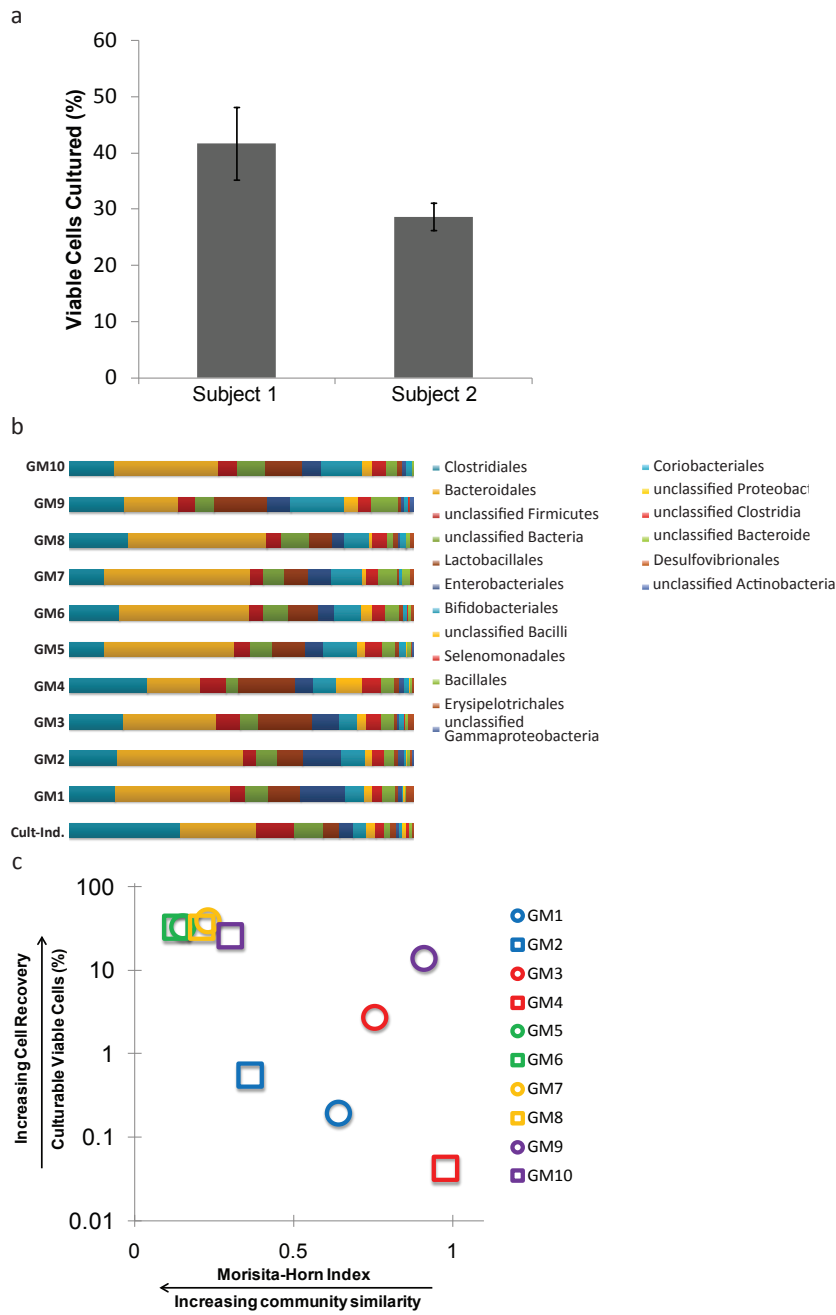 a
60
50
40
30
20
10
0
Viable Cells Cultured (%)
Subject 1
Subject 2
b
GM10
GM9
GM8
GM7
GM6
GM5
GM4
GM3
GM2
GM1
Cult-Ind.
Clostridiales
Bacteroidales
unclassified Firmicutes
unclassified Bacteria
Lactobacillales
Enterobacteriales
Bifidobacteriales
unclassified Bacilli
Selenomonadales
Bacillales
Erysipelotrichales
unclassified
Gammaproteobacteria
Coriobacteriales
unclassified Proteobact
unclassified Clostridia
unclassified Bacteroide
Desulfovibrionales
unclassified Actinobacteria
c
100
10
1
0.1
0.01
Increasing Cell Recovery
Culturable Viable Cells (%)
0
0.5
1
Morisita-Horn Index
Increasing community similarity
GM1
GM2
GM3
GM4
GM5
GM6
GM7
GM8
GM9
GM10